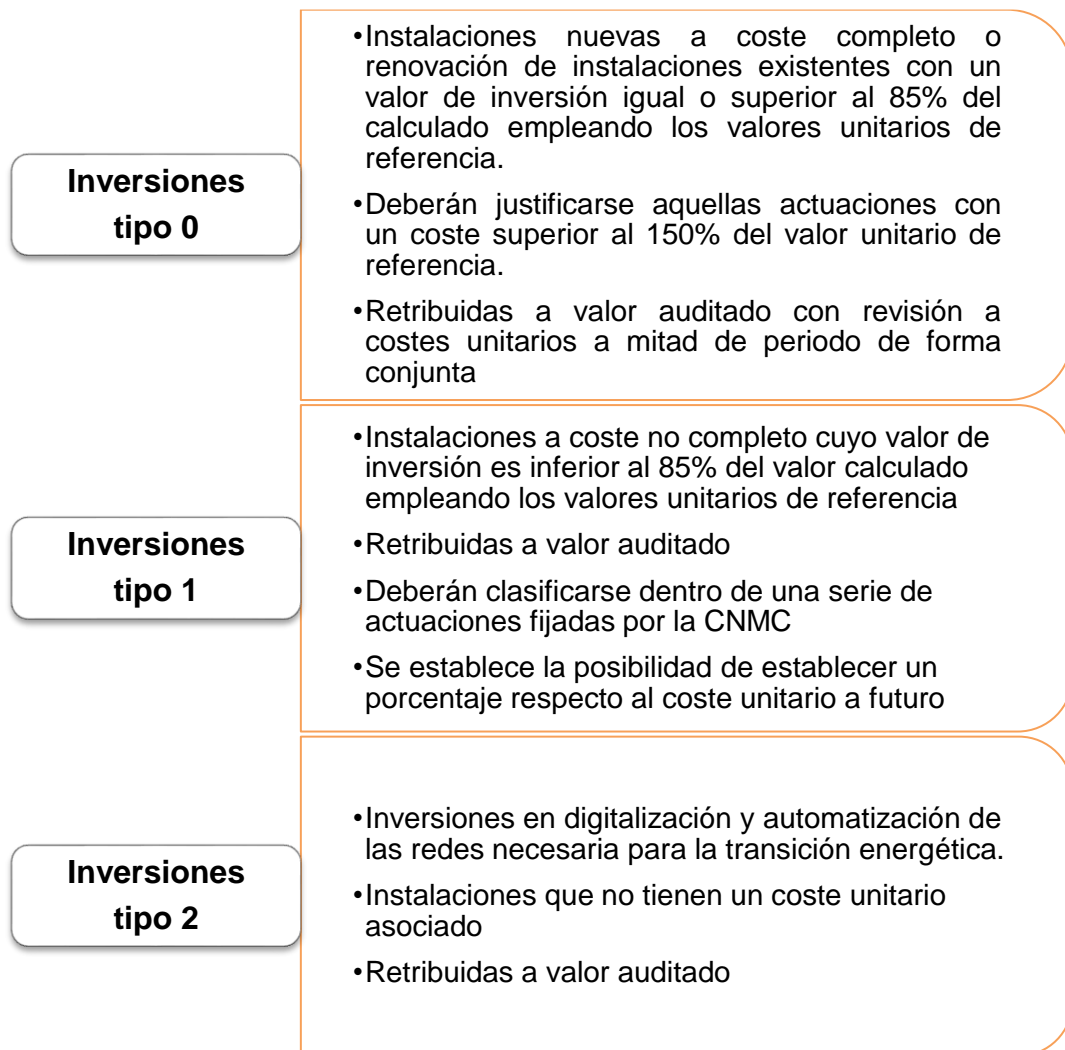 Inversiones
tipo 0
•Instalaciones nuevas a coste completo o
renovación de instalaciones existentes con un
valor de inversión igual o superior al 85% del
calculado empleando los valores unitarios de
referencia.
•Deberán justificarse aquellas actuaciones con
un coste superior al 150% del valor unitario de
referencia.
•Retribuidas a valor auditado con revisión a
costes unitarios a mitad de periodo de forma
conjunta
Inversiones
tipo 1
•Instalaciones a coste no completo cuyo valor de
inversión es inferior al 85% del valor calculado
empleando los valores unitarios de referencia
•Retribuidas a valor auditado
•Deberán clasificarse dentro de una serie de
actuaciones fijadas por la CNMC
•Se establece la posibilidad de establecer un
porcentaje respecto al coste unitario a futuro
Inversiones
tipo 2
•Inversiones en digitalización y automatización de
las redes necesaria para la transición energética.
•Instalaciones que no tienen un coste unitario
asociado
•Retribuidas a valor auditado